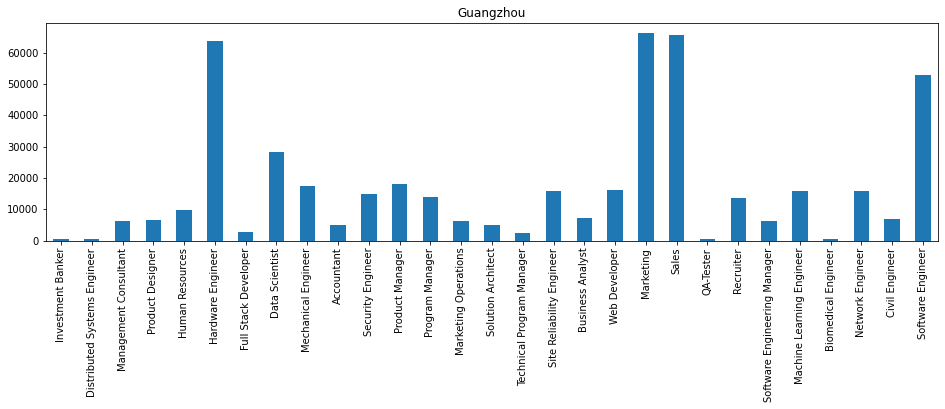 Guangzhou
60000
50000
40000
30000
20000
10000
0
Investment Banker
Distributed Systems Engineer
Management Consultant
Product Designer
Human Resources
Hardware Engineer
Full Stack Developer
Data Scientist
Mechanical Engineer
Accountant
Security Engineer
Product Manager
Program Manager
Marketing Operations
Solution Architect
Technical Program Manager
Site Reliability Engineer
Business Analyst
Web Developer
Marketing
Sales
QA-Tester
Recruiter
Software Engineering Manager
Machine Learning Engineer
Biomedical Engineer
Network Engineer
Civil Engineer
Software Engineer